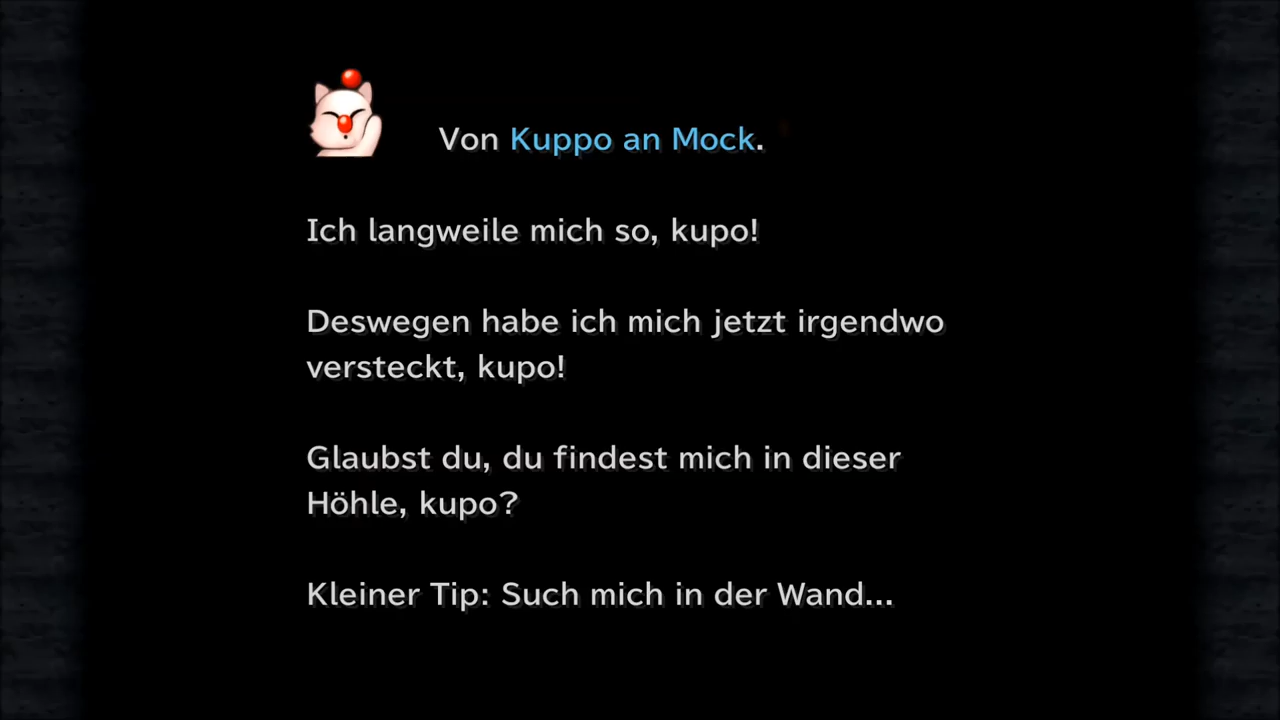 Von Kuppo an Mock.
Ich langweile mich so, kupo!
Deswegen habe ich mich jetzt irgendwo
versteckt, kupo!
Glaubst du, du findest mich in dieser
Höhle, kupo?
Kleiner Tip: Such mich in der Wand...